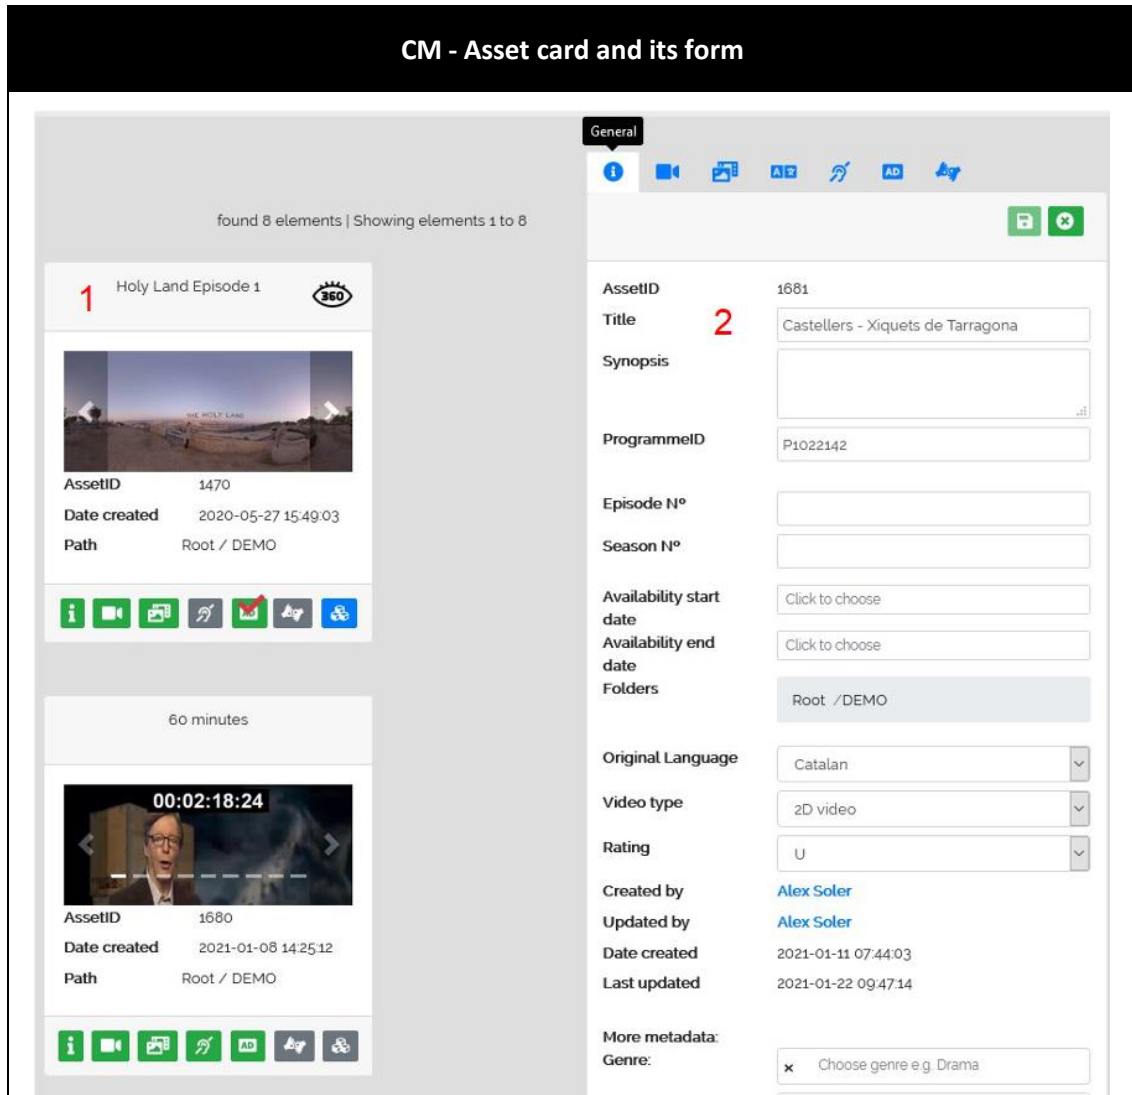 CM - Asset card and its form
General
AD
found 8 elements | Showing elements 1 to 8
1
Holy Land Episode 1
360
THE HOLY LAND
AssetID 1470
Date created 2020-05-27 15:49:03
Path Root / DEMO
60 minutes
00:02:18:24
AssetID 1680
Date created 2021-01-08 14:25:12
Path Root / DEMO
AD
AssetID 1681
Title 2 Castellers - Xiquets de Tarragona
Synopsis
ProgrammeID P1022142
Episode Nº
Season Nº
Availability start
date
Click to choose
Availability end
date
Click to choose
Folders Root /DEMO
Original Language Catalan
Video type 2D video
Rating U
Created by Alex Soler
Updated by Alex Soler
Date created 2021-01-11 07:44:03
Last updated 2021-01-22 09:47:14
More metadata:
Genre: × Choose genre e.g. Drama